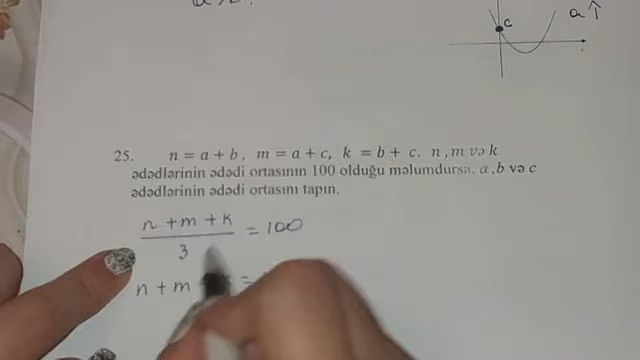 c
a ↑
25. n = a + b, m = a + c, k = b + c. n, m və k
ədədlərinin ədədi ortasının 100 olduğu məlumdursa, a, b və c
ədədlərinin ədədi ortasını tapın.
n + m + k
3
= 100
n + m
=